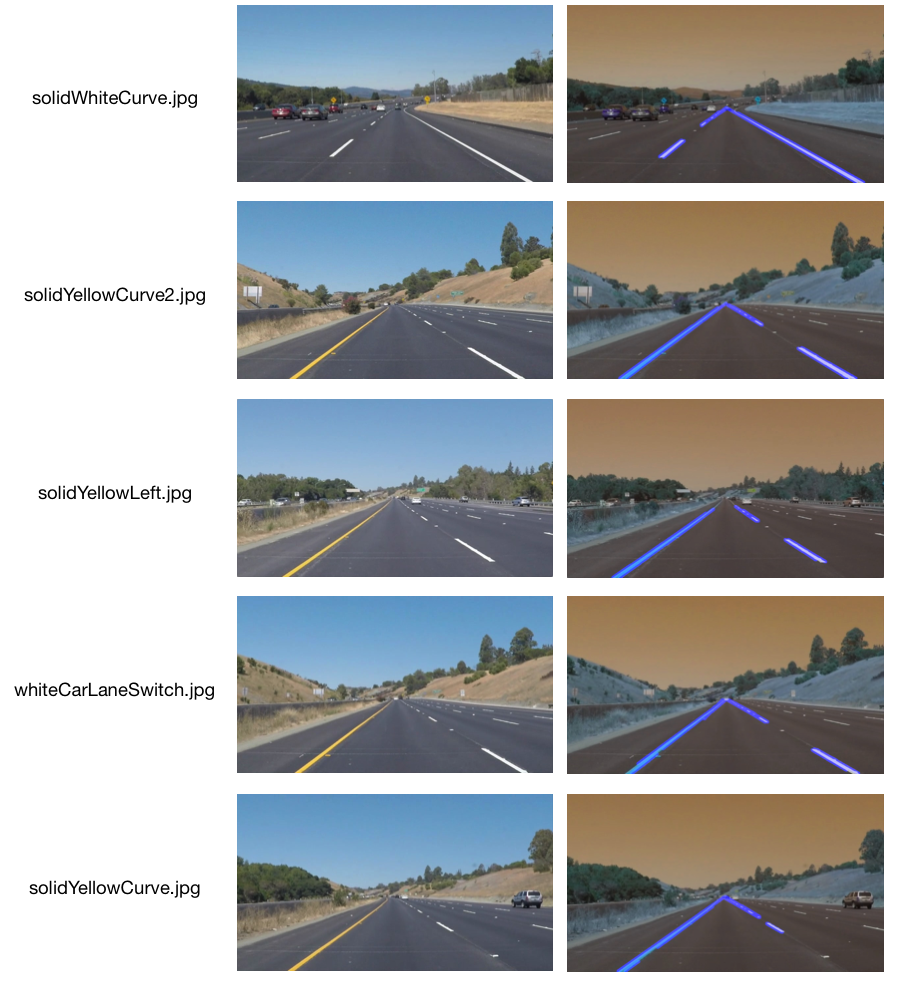 solidWhiteCurve.jpg
solidYellowCurve2.jpg
solidYellowLeft.jpg
whiteCarLaneSwitch.jpg
solidYellowCurve.jpg